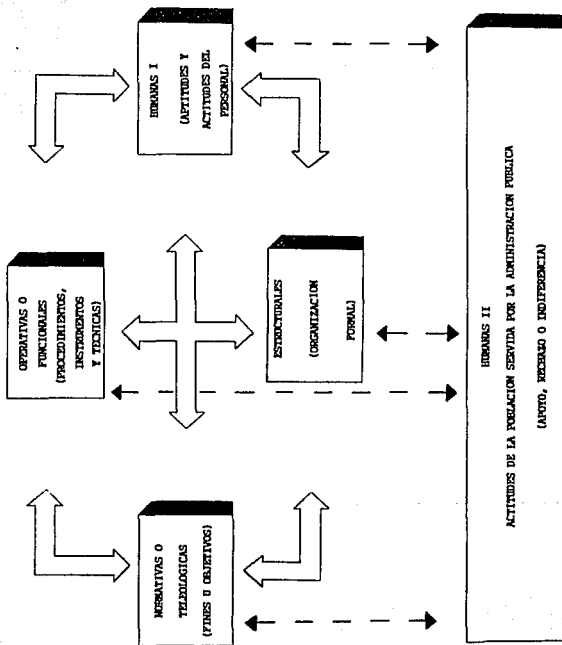 OPERATIVAS O
FUNCIONALES
(PROCEDIMIENTOS,
INSTRUMENTOS
Y TECNICAS)
NORMATIVAS O
TELEOLOGICAS
(FINES U OBJETIVOS)
HUMANAS I
(APTITUDES Y
ACTITUDES DEL
PERSONAL)
ESTRUCTURALES
(ORGANIZACION
FORMAL)
HUMANAS II
ACTITUDES DE LA POBLACION SERVIDA POR LA ADMINISTRACION PUBLICA
(APOYO, RECHAZO O INDIFERENCIA)